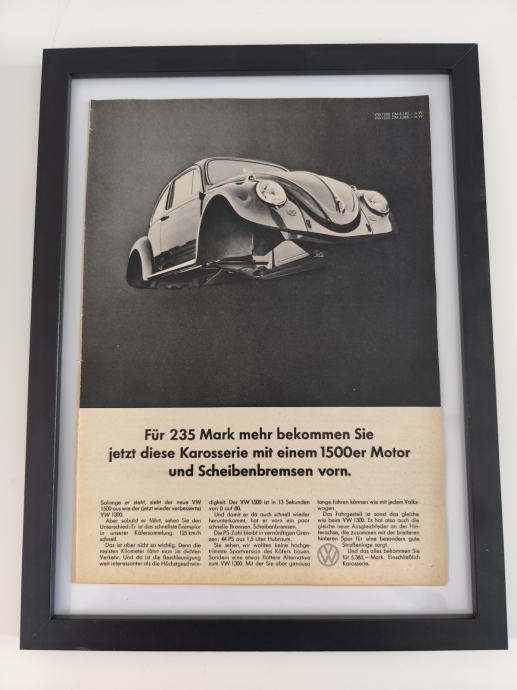 VW 1300 DM 5.150,– a. W.
VW 1500 DM 5.385,– a. W.
Für 235 Mark mehr bekommen Sie
jetzt diese Karosserie mit einem 1500er Motor
und Scheibenbremsen vorn.
Solange er steht, sieht der neue VW
1500 aus wie der (jetzt wieder verbesserte)
VW 1300.
Aber sobald er fährt, sehen Sie den
Unterschied: Er ist das schnellste Exemplar
in unserer Käfersammlung. 125 km/h
schnell.
Das ist aber nicht so wichtig. Denn die
meisten Kilometer fährt man im dichten
Verkehr. Und da ist die Beschleunigung
weit interessanter als die Höchstgeschwin-
digkeit. Der VW 1500 ist in 13 Sekunden
von 0 auf 80.
Und damit er da auch schnell wieder
herunterkommt, hat er vorn ein paar
schnelle Bremsen. Scheibenbremsen.
Die PS-Zahl bleibt in vernünftigen Gren-
zen: 44 PS aus 1,5 Liter Hubraum.
Sie sehen, wir wollten keine hochge-
trimmte Sportversion des Käfers bauen.
Sondern eine etwas flottere Alternative
zum VW 1300. Mit der Sie aber genauso
lange fahren können wie mit jedem Volks-
wagen.
Das Fahrgestell ist sonst das gleiche
wie beim VW 1300. Es hat also auch die
gleiche neue Ausgleichfeder an der Hin-
terachse, die zusammen mit der breiteren
hinteren Spur für eine besonders gute
Straßenlage sorgt.
Und das alles bekommen Sie
für 5.385,– Mark. Einschließlich
Karosserie.